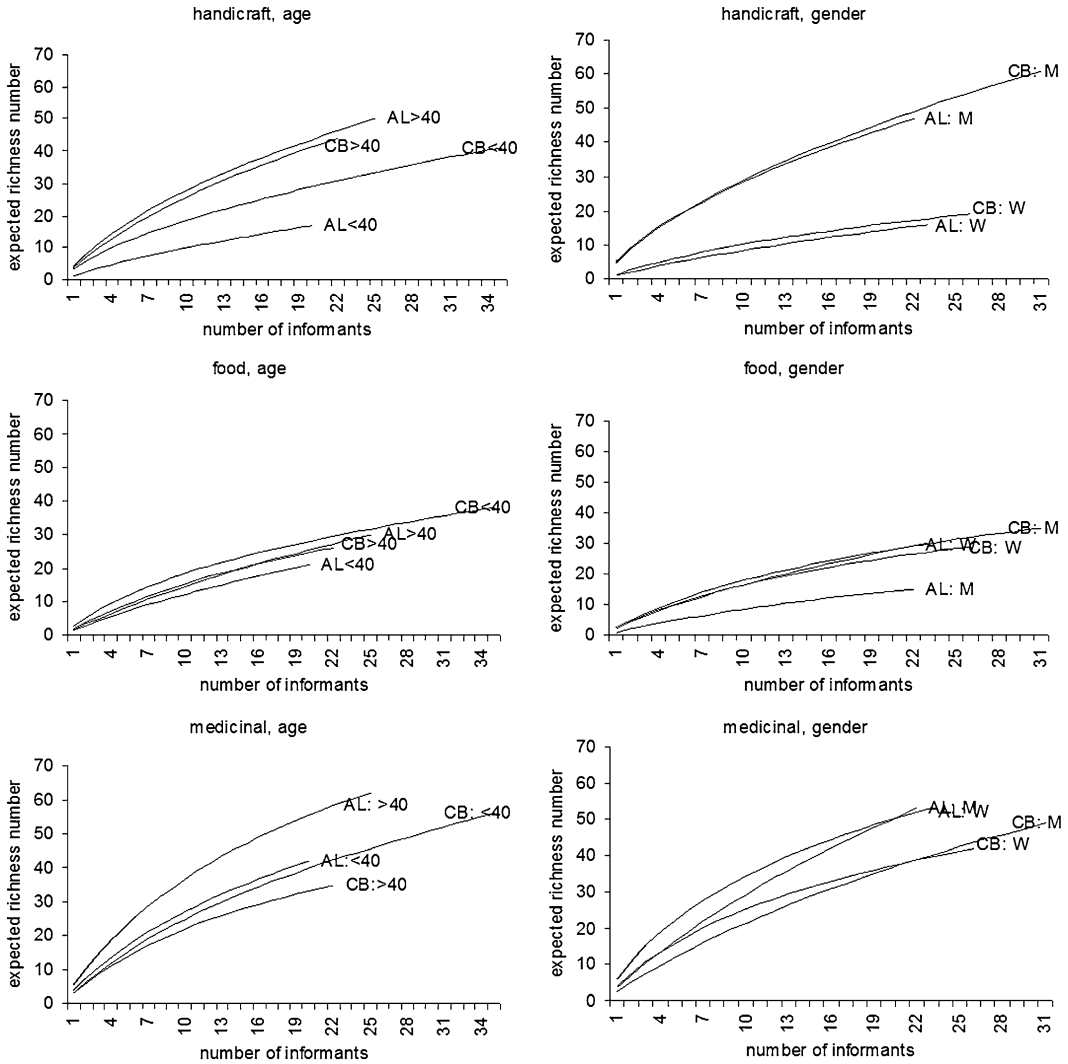 handicraft, age
expected richness number
70
60
50
40
30
20
10
0
AL>40
CB>40
CB<40
AL<40
1 4 7 10 13 16 19 22 25 28 31 34
number of informants
handicraft, gender
expected richness number
70
60
50
40
30
20
10
0
CB: M
AL: M
CB: W
AL: W
1 4 7 10 13 16 19 22 25 28 31
number of informants
food, age
expected richness number
70
60
50
40
30
20
10
0
CB<40
AL>40
CB>40
AL<40
1 4 7 10 13 16 19 22 25 28 31 34
number of informants
food, gender
expected richness number
70
60
50
40
30
20
10
0
CB: M
AL: W
CB: W
AL: M
1 4 7 10 13 16 19 22 25 28 31
number of informants
medicinal, age
expected richness number
70
60
50
40
30
20
10
0
AL: >40
CB: <40
AL:<40
CB:>40
1 4 7 10 13 16 19 22 25 28 31 34
number of informants
medicinal, gender
expected richness number
70
60
50
40
30
20
10
0
AL: M
AL: W
CB: M
CB: W
1 4 7 10 13 16 19 22 25 28 31
number of informants